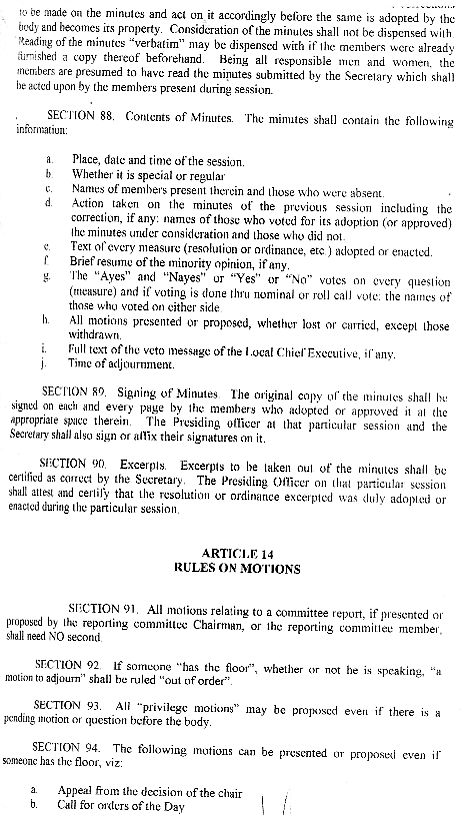 to be made on the minutes and act on it accordingly before the same is adopted by the
body and becomes its property. Consideration of the minutes shall not be dispensed with.
Reading of the minutes "verbatim" may be dispensed with if the members were already
furnished a copy thereof beforehand. Being all responsible men and women, the
members are presumed to have read the minutes submitted by the Secretary which shall
be acted upon by the members present during session.
SECTION 88. Contents of Minutes. The minutes shall contain the following
information:
a. Place, date and time of the session.
b. Whether it is special or regular
c. Names of members present therein and those who were absent.
d. Action taken on the minutes of the previous session including the
correction, if any: names of those who voted for its adoption (or approved)
the minutes under consideration and those who did not.
e. Text of every measure (resolution or ordinance, etc.) adopted or enacted.
f. Brief resume of the minority opinion, if any.
g. The "Ayes" and "Nayes" or "Yes" or "No" votes on every question
(measure) and if voting is done thru nominal or roll call vote: the names of
those who voted on either side.
h. All motions presented or proposed, whether lost or carried, except those
withdrawn.
i. Full text of the veto message of the Local Chief Executive, if any.
j. Time of adjournment.
SECTION 89. Signing of Minutes. The original copy of the minutes shall be
signed on each and every page by the members who adopted or approved it at the
appropriate space therein. The Presiding officer at that particular session and the
Secretary shall also sign or affix their signatures on it.
SECTION 90. Excerpts. Excerpts to be taken out of the minutes shall be
certified as correct by the Secretary. The Presiding Officer on that particular session
shall attest and certify that the resolution or ordinance excerpted was duly adopted or
enacted during the particular session.
ARTICLE 14
RULES ON MOTIONS
SECTION 91. All motions relating to a committee report, if presented or
proposed by the reporting committee Chairman, or the reporting committee member,
shall need NO second.
SECTION 92. If someone "has the floor", whether or not he is speaking, "a
motion to adjourn" shall be ruled "out of order".
SECTION 93. All "privilege motions" may be proposed even if there is a
pending motion or question before the body.
SECTION 94. The following motions can be presented or proposed even if
someone has the floor, viz:
a. Appeal from the decision of the chair
b. Call for orders of the Day